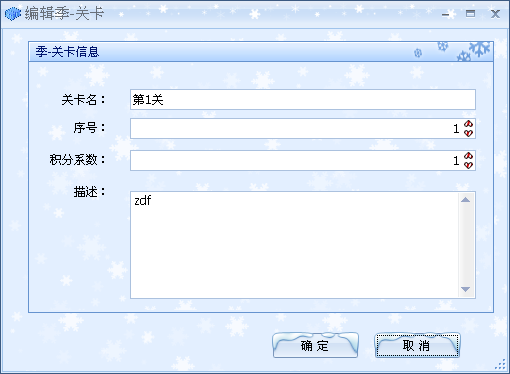 编辑季-关卡
季-关卡信息
关卡名： 第1关
序号： 1
积分系数： 1
描述： zdf
确 定 取 消